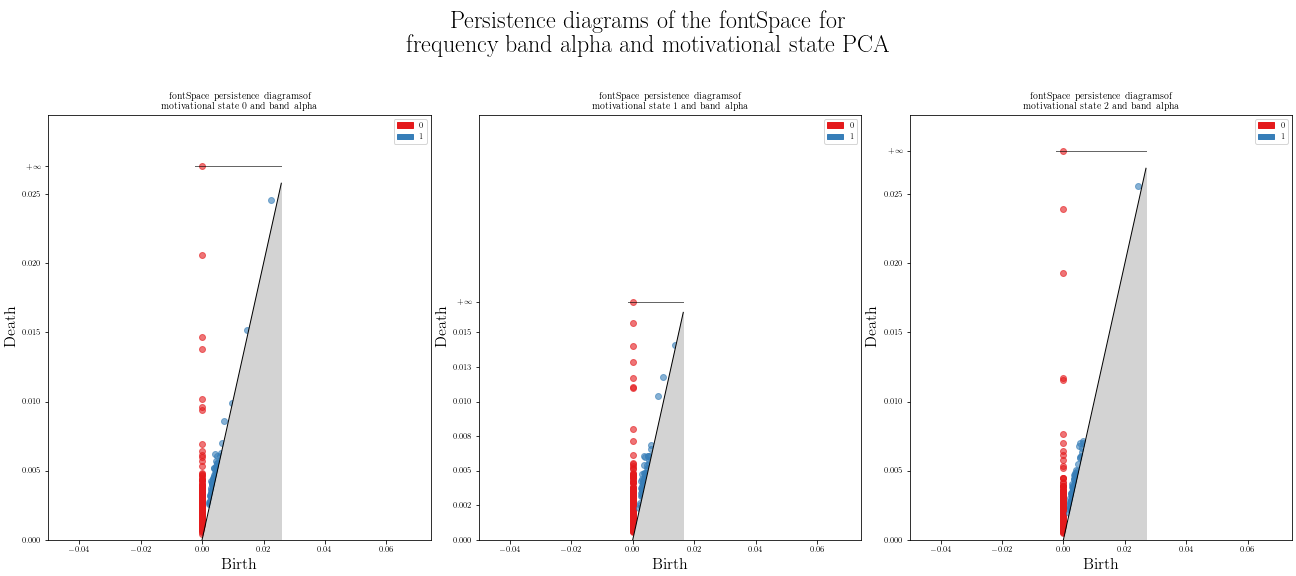 Persistence diagrams of the fontSpace for
frequency band alpha and motivational state PCA
fontSpace persistence diagramsof
motivational state 0 and band alpha
0
1
+∞
0.025
0.020
0.015
0.010
0.005
0.000
Death
−0.04 −0.02 0.00 0.02 0.04 0.06
Birth
fontSpace persistence diagramsof
motivational state 1 and band alpha
0
1
+∞
0.015
0.013
0.010
0.008
0.005
0.002
0.000
Death
−0.04 −0.02 0.00 0.02 0.04 0.06
Birth
fontSpace persistence diagramsof
motivational state 2 and band alpha
0
1
+∞
0.025
0.020
0.015
0.010
0.005
0.000
Death
−0.04 −0.02 0.00 0.02 0.04 0.06
Birth